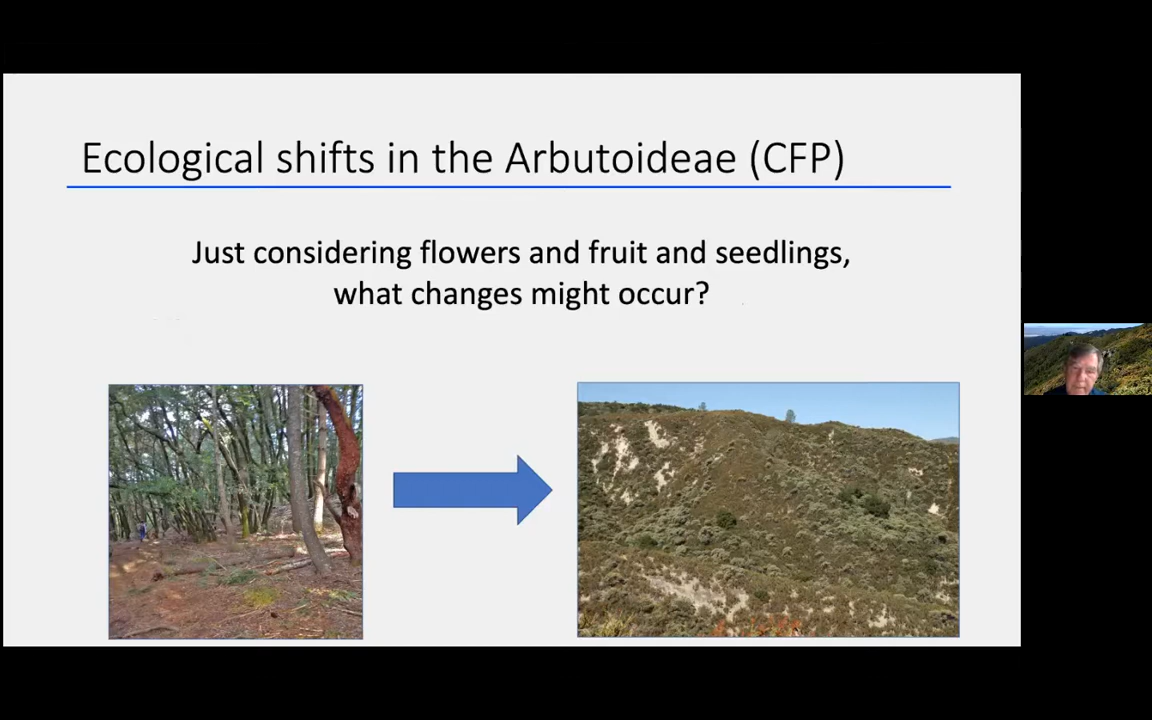 Ecological shifts in the Arbutoideae (CFP)
Just considering flowers and fruit and seedlings,
what changes might occur?